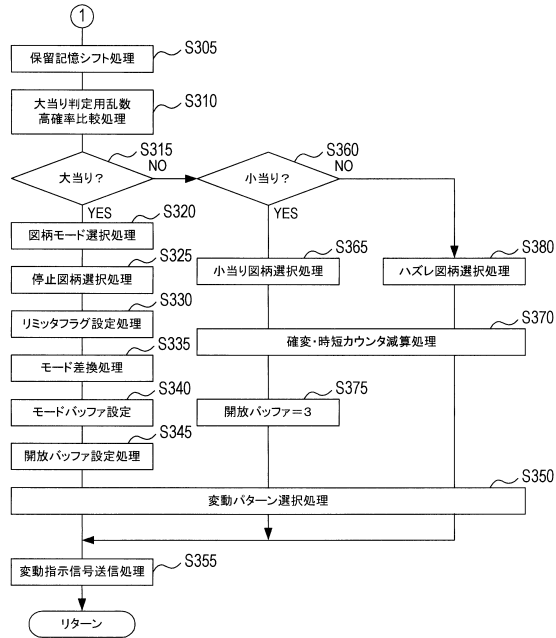 1
保留記憶シフト処理
S305
大当り判定用乱数
高確率比較処理
S310
大当り?
S315
NO
YES
小当り?
S360
NO
YES
図柄モード選択処理
S320
停止図柄選択処理
S325
小当り図柄選択処理
S365
ハズレ図柄選択処理
S380
リミッタフラグ設定処理
S330
確変・時短カウンタ減算処理
S370
モード差換処理
S335
モードバッファ設定
S340
開放バッファ=3
S375
開放バッファ設定処理
S345
変動パターン選択処理
S350
変動指示信号送信処理
S355
リターン